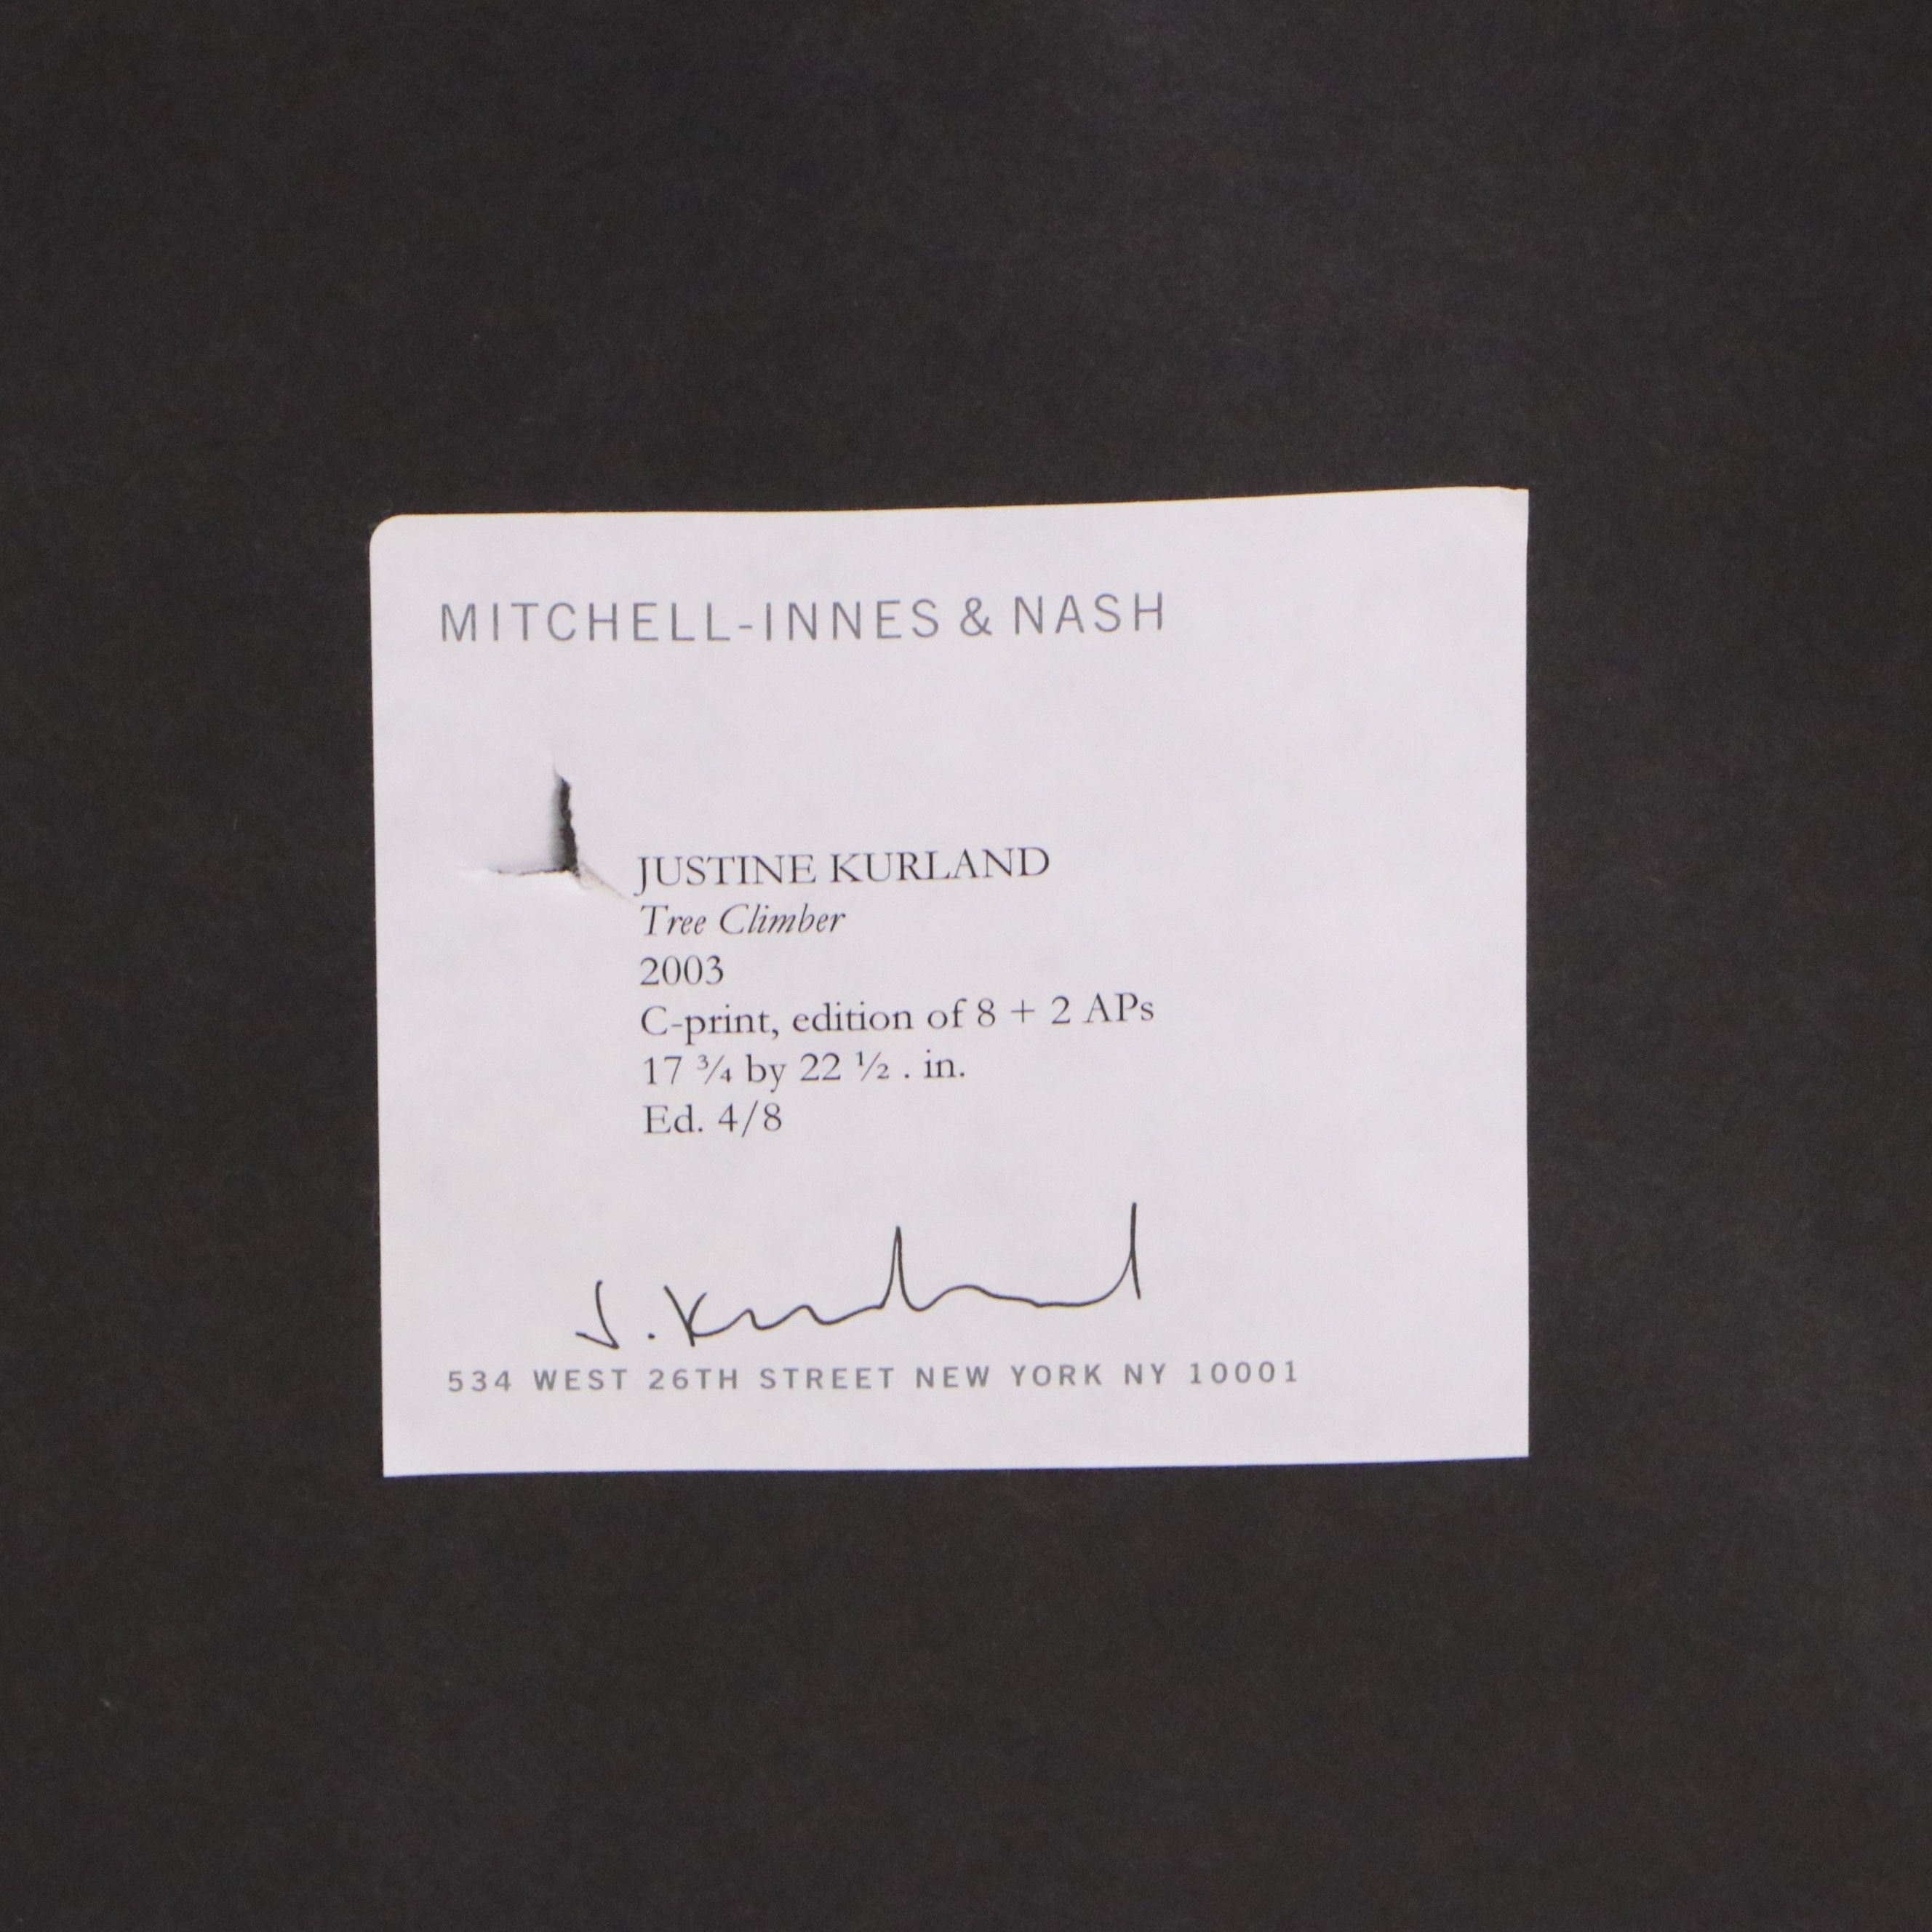 MITCHELL-INNES & NASH
JUSTINE KURLAND
Tree Climber
2003
C-print, edition of 8 + 2 APs
17 ¾ by 22 ½ . in.
Ed. 4/8
J. Kurland
534 WEST 26TH STREET NEW YORK NY 10001